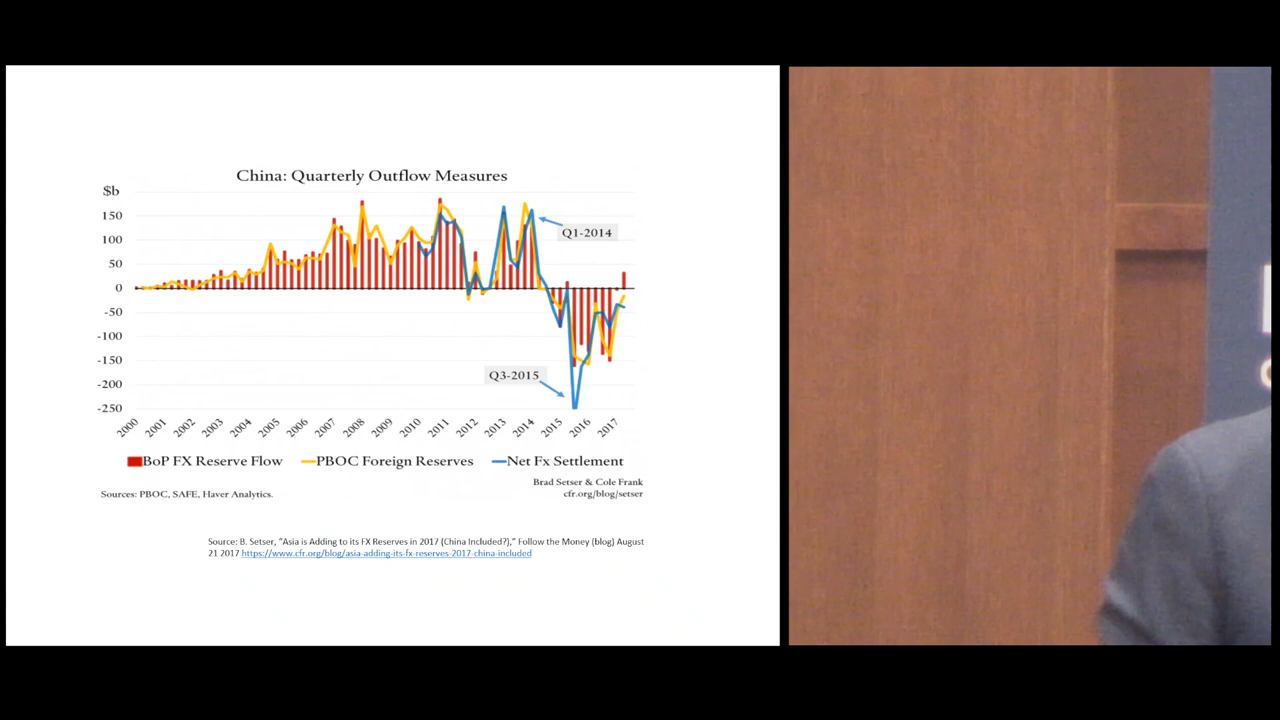 China: Quarterly Outflow Measures
$b
150
100
50
0
-50
-100
-150
-200
-250
Q1-2014
Q3-2015
2000 2001 2002 2003 2004 2005 2006 2007 2008 2009 2010 2011 2012 2013 2014 2015 2016 2017
BoP FX Reserve Flow PBOC Foreign Reserves Net Fx Settlement
Brad Setser & Cole Frank
Sources: PBOC, SAFE, Haver Analytics. cfr.org/blog/setser
Source: B. Setser, "Asia is Adding to its FX Reserves in 2017 (China Included?)," Follow the Money (blog) August
21 2017 https://www.cfr.org/blog/asia-adding-its-fx-reserves-2017-china-included